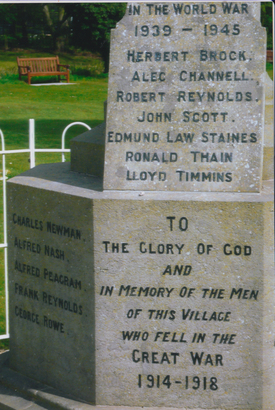 IN THE WORLD WAR
1939 – 1945
HERBERT BROCK.
ALEC CHANNELL.
ROBERT REYNOLDS.
JOHN SCOTT.
EDMUND LAW STAINES
RONALD THAIN
LLOYD TIMMINS
CHARLES NEWMAN.
ALFRED NASH
ALFRED PEAGRAM
FRANK REYNOLDS
GEORGE ROWE
TO
THE GLORY OF GOD
AND
IN MEMORY OF THE MEN
OF THIS VILLAGE
WHO FELL IN THE
GREAT WAR
1914-1918